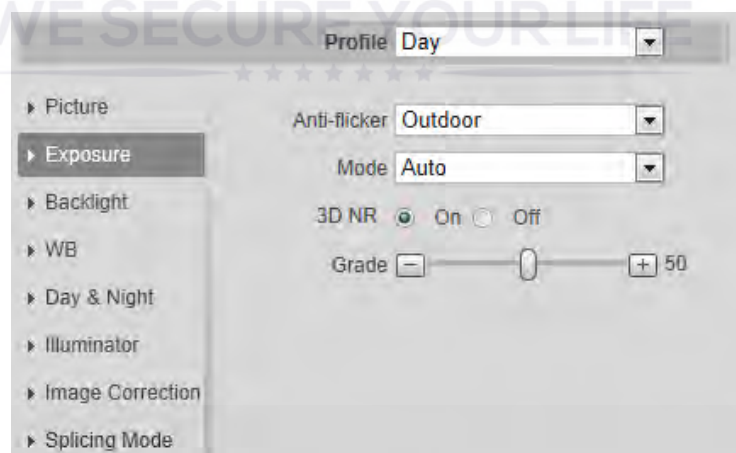 WE SECURE YOUR LIFE
Profile Day
Picture
Exposure
Backlight
WB
Day & Night
Illuminator
Image Correction
Splicing Mode
Anti-flicker Outdoor
Mode Auto
3D NR On Off
Grade 50